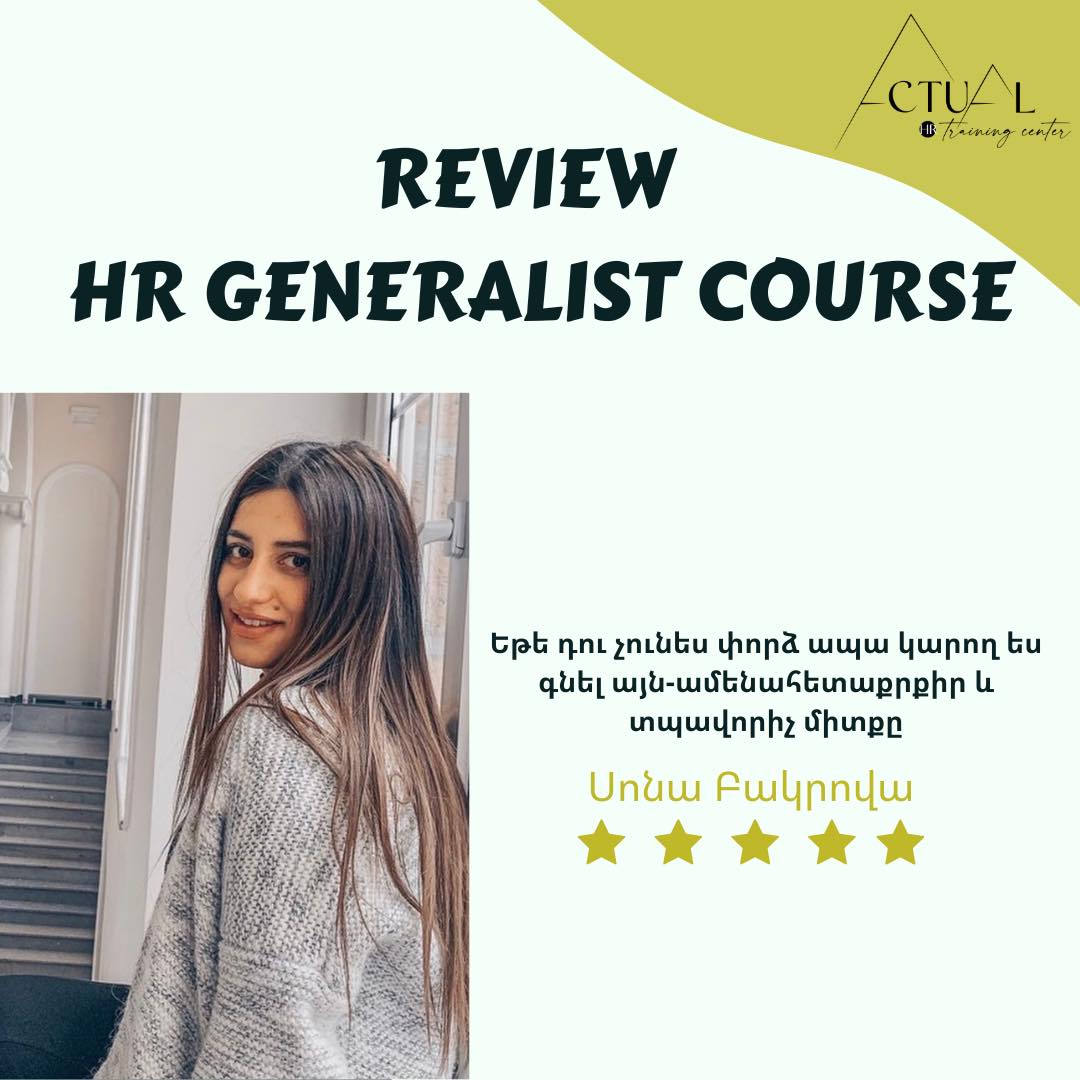 ACTUAL
HR training center
REVIEW
HR GENERALIST COURSE
Եթե դու չունես փորձ ապա կարող ես
գնել այն-ամենահետաքրքիր և
տպավորիչ միտքը
Սոնա Բակրովա